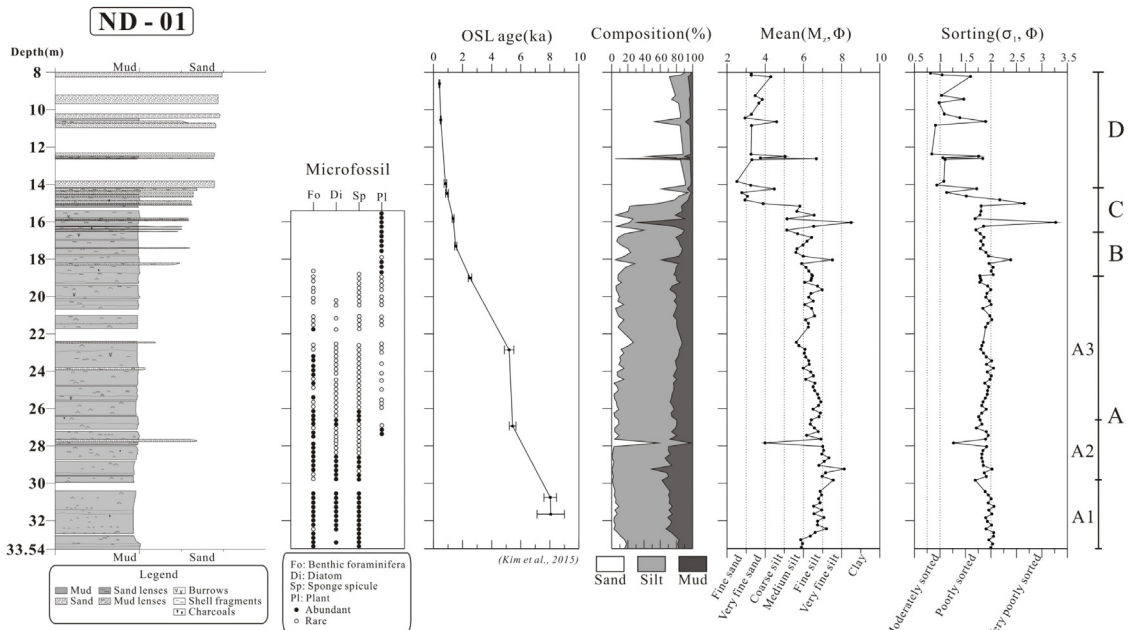 ND - 01
Depth(m)
Mud
Sand
8
10
12
14
16
18
20
22
24
26
28
30
32
33.54
Mud
Sand
Legend
Mud
Sand lenses
Burrows
Sand
Mud lenses
Shell fragments
Charcoals
Microfossil
Fo Di Sp Pl
Fo: Benthic foraminifera
Di: Diatom
Sp: Sponge spicule
Pl: Plant
Abundant
Rare
OSL age(ka)
0 2 4 6 8 10
(Kim et al., 2015)
Composition(%)
20 40 60 80 100
Sand
Silt
Mud
Mean(Mz,Φ)
2 4 6 8 10
Fine sand
Very fine sand
Coarse silt
Medium silt
Fine silt
Very fine silt
Clay
Sorting(σ1,Φ)
0.5 1 1.5 2 2.5 3 3.5
Moderately sorted
Poorly sorted
Very poorly sorted
D
C
B
A3
A
A2
A1